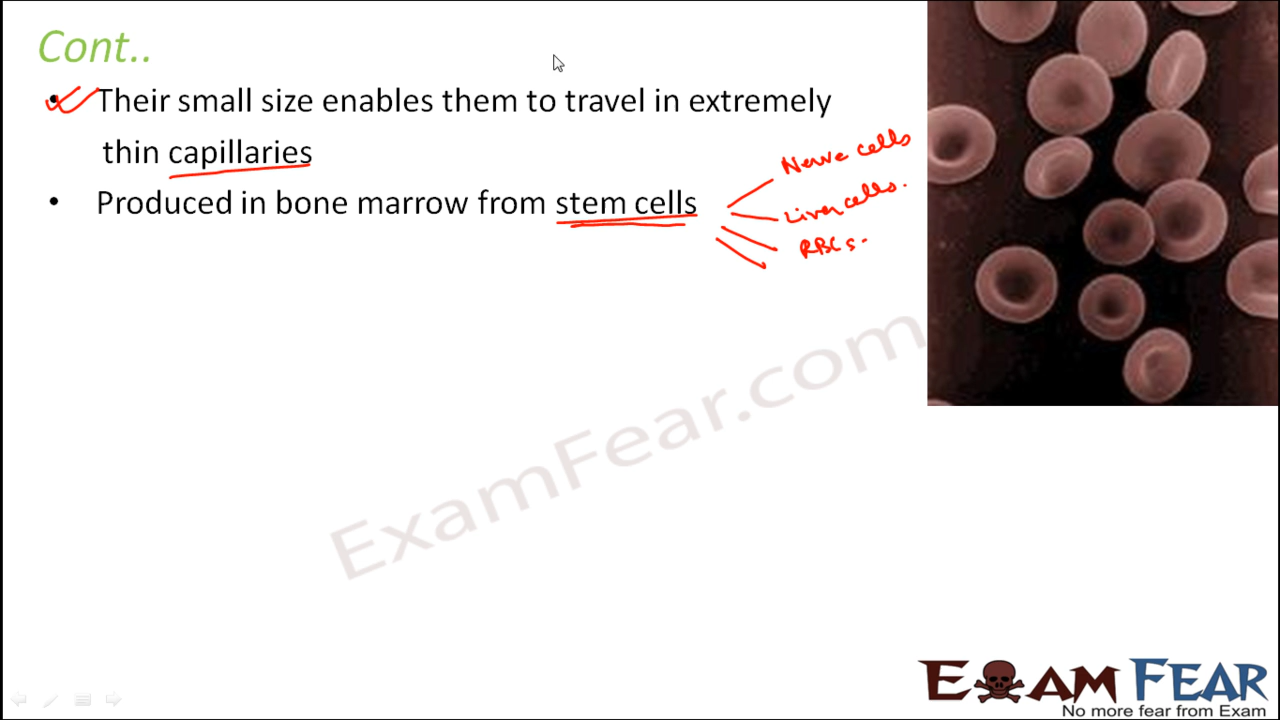 Cont..
• Their small size enables them to travel in extremely
thin capillaries
• Produced in bone marrow from stem cells
Nerve cells
Liver cells.
RBCs.
ExamFear.com
EXAM FEAR
No more fear from Exam